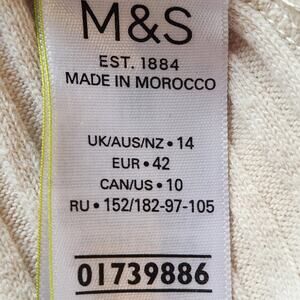 M&S
EST. 1884
MADE IN MOROCCO
UK/AUS/NZ • 14
EUR • 42
CAN/US • 10
RU • 152/182-97-105
01739886